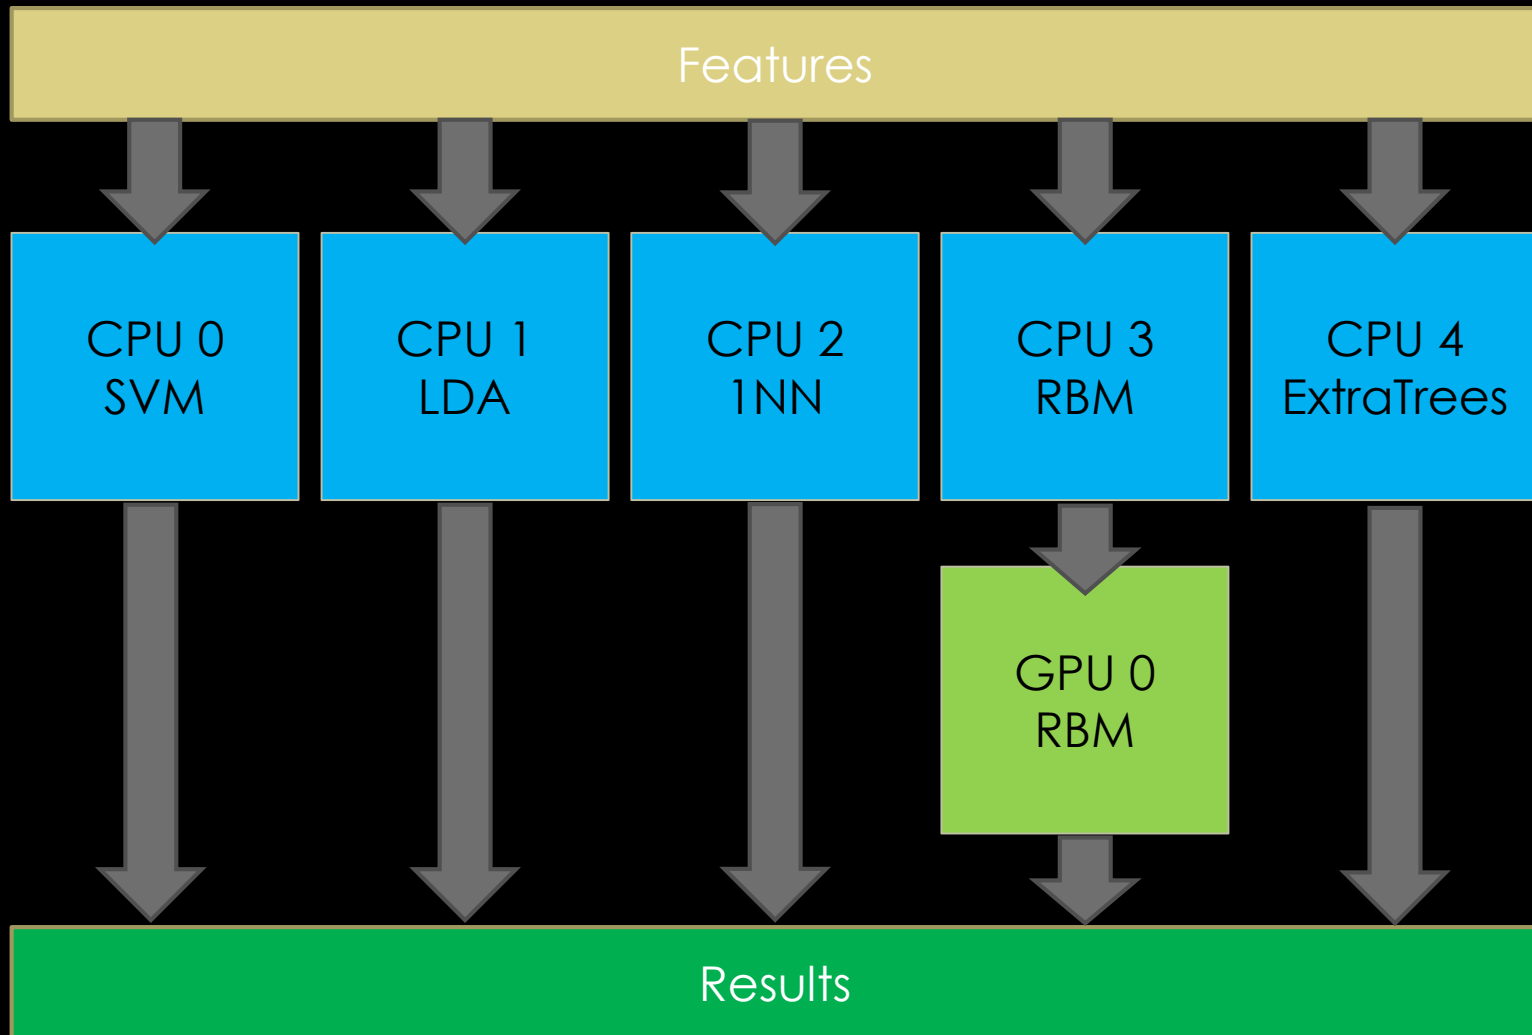 Features
CPU 0
SVM
CPU 1
LDA
CPU 2
1NN
CPU 3
RBM
CPU 4
ExtraTrees
GPU 0
RBM
Results